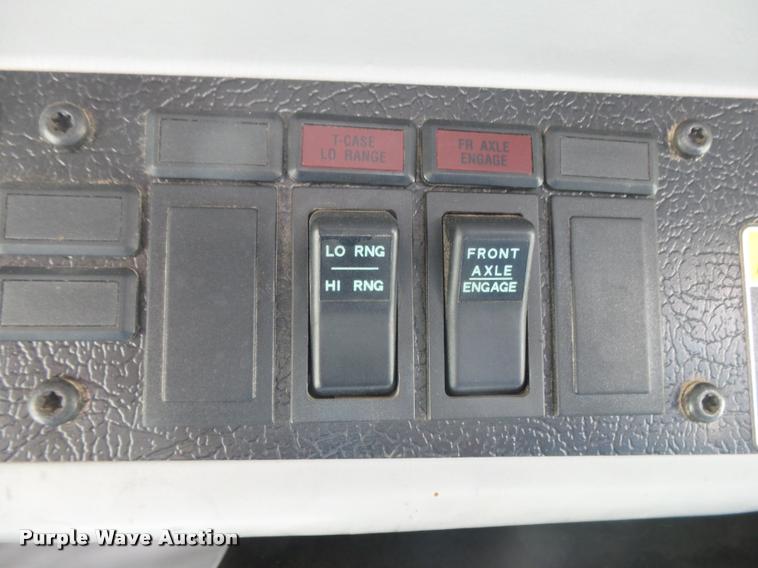 T-CASE
LO RANGE
FR AXLE
ENGAGE
LO RNG
HI RNG
FRONT
AXLE
ENGAGE
Purple Wave Auction